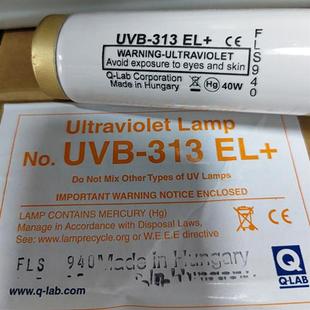 UVB-313 EL+ CE
WARNING-ULTRAVIOLET
Avoid exposure to eyes and skin
Q-Lab Corporation
Made in Hungary Hg 40W
FLS940
Ultraviolet Lamp
No. UVB-313 EL+
Do Not Mix Other Types of UV Lamps
IMPORTANT WARNING NOTICE ENCLOSED
LAMP CONTAINS MERCURY (Hg)
Manage in Accordance with Disposal Laws,
See-www.lamprecycle.org or W.E.E.E directive
CE
FLS 940 Made in Hungary
www.q-lab.com
Q
Q-LAB